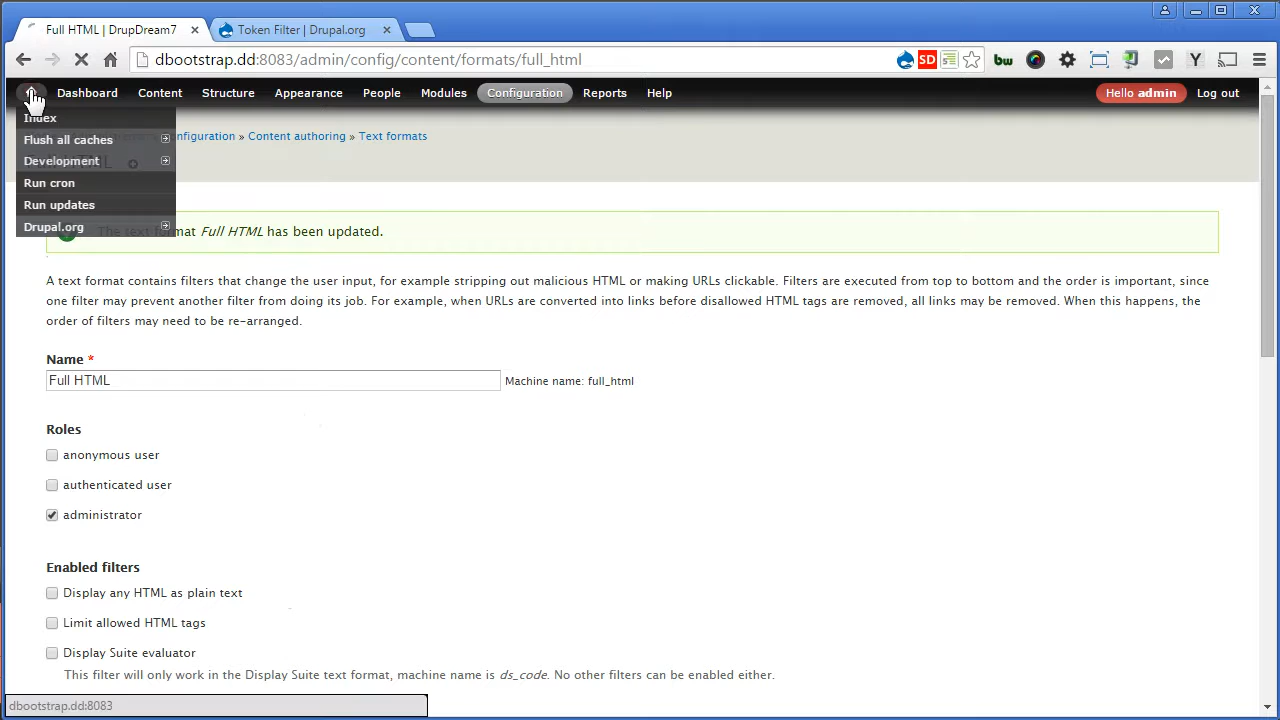 Full HTML | DrupDream7
Token Filter | Drupal.org
dbootstrap.dd:8083/admin/config/content/formats/full_html
SD
bw
Y
Dashboard Content Structure Appearance People Modules Configuration Reports Help Hello admin Log out
Index
Flush all caches
Development
Run cron
Run updates
Drupal.org
Configuration » Content authoring » Text formats
The text format Full HTML has been updated.
A text format contains filters that change the user input, for example stripping out malicious HTML or making URLs clickable. Filters are executed from top to bottom and the order is important, since
one filter may prevent another filter from doing its job. For example, when URLs are converted into links before disallowed HTML tags are removed, all links may be removed. When this happens, the
order of filters may need to be re-arranged.
Name *
Full HTML
Machine name: full_html
Roles
anonymous user
authenticated user
administrator
Enabled filters
Display any HTML as plain text
Limit allowed HTML tags
Display Suite evaluator
This filter will only work in the Display Suite text format, machine name is ds_code. No other filters can be enabled either.
dbootstrap.dd:8083